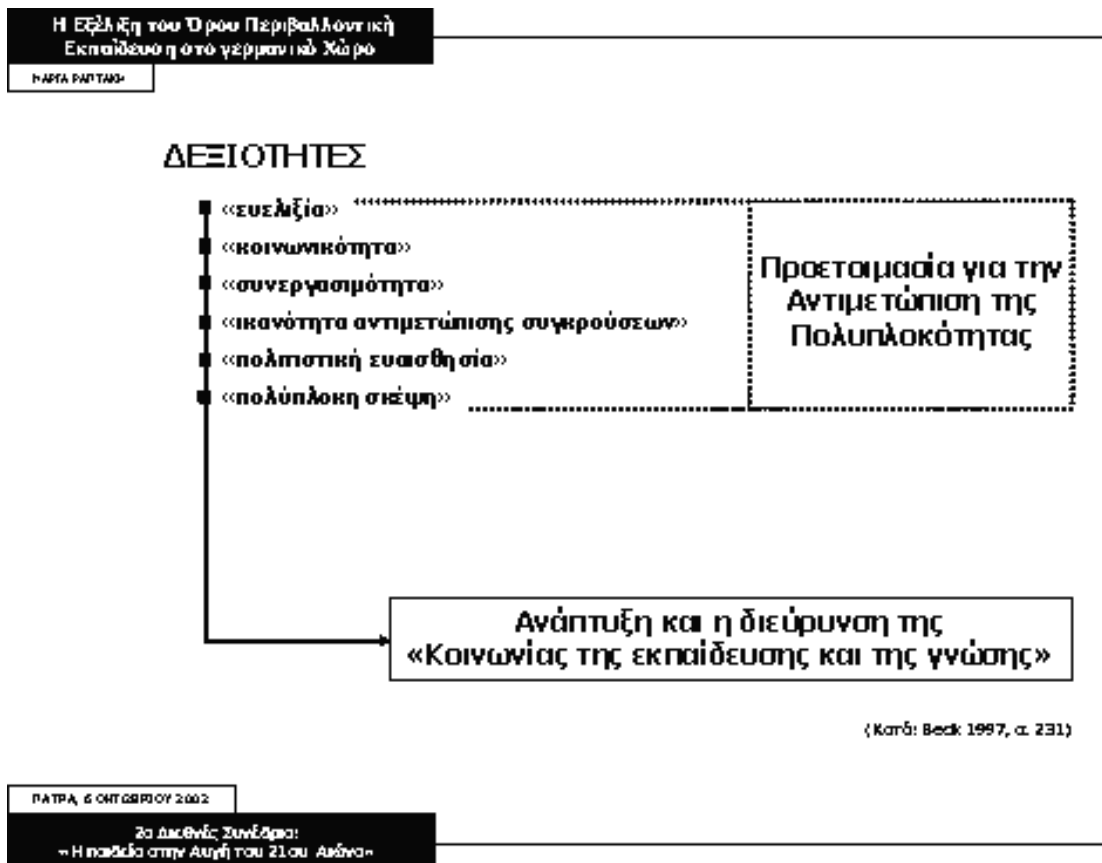 Η Εξέλιξη του Όρου Περιβαλλοντική
Εκπαίδευση στο γερμανικό Χώρο
ΜΑΡΙΑ ΡΑΠΤΑΚΗ
ΔΕΞΙΟΤΗΤΕΣ
«ευελιξία»
«κοινωνικότητα»
«συνεργασιμότητα»
«ικανότητα αντιμετώπισης συγκρούσεων»
«πολιτιστική ευαισθησία»
«πολύπλοκη σκέψη»
Προετοιμασία για την
Αντιμετώπιση της
Πολυπλοκότητας
Ανάπτυξη και η διεύρυνση της
«Κοινωνίας της εκπαίδευσης και της γνώσης»
(Κατά: Beck 1997, σ. 231)
ΠΑΤΡΑ, 6 ΟΚΤΩΒΡΙΟΥ 2002
2ο Διεθνές Συνέδριο:
«Η παιδεία στην Αυγή του 21ου Αιώνα»